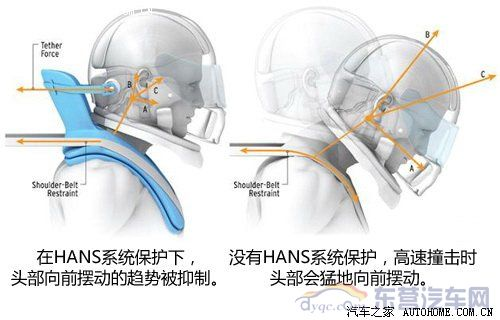 Tether
Force
B
C
A
Shoulder-Belt
Restraint
B
C
A
Shoulder-Belt
Restraint
在HANS系统保护下，
头部向前摆动的趋势被抑制。
没有HANS系统保护，高速撞击时
头部会猛地向前摆动。
东营汽车网
dyqc.com
汽车之家 AUTOHOME.COM.CN